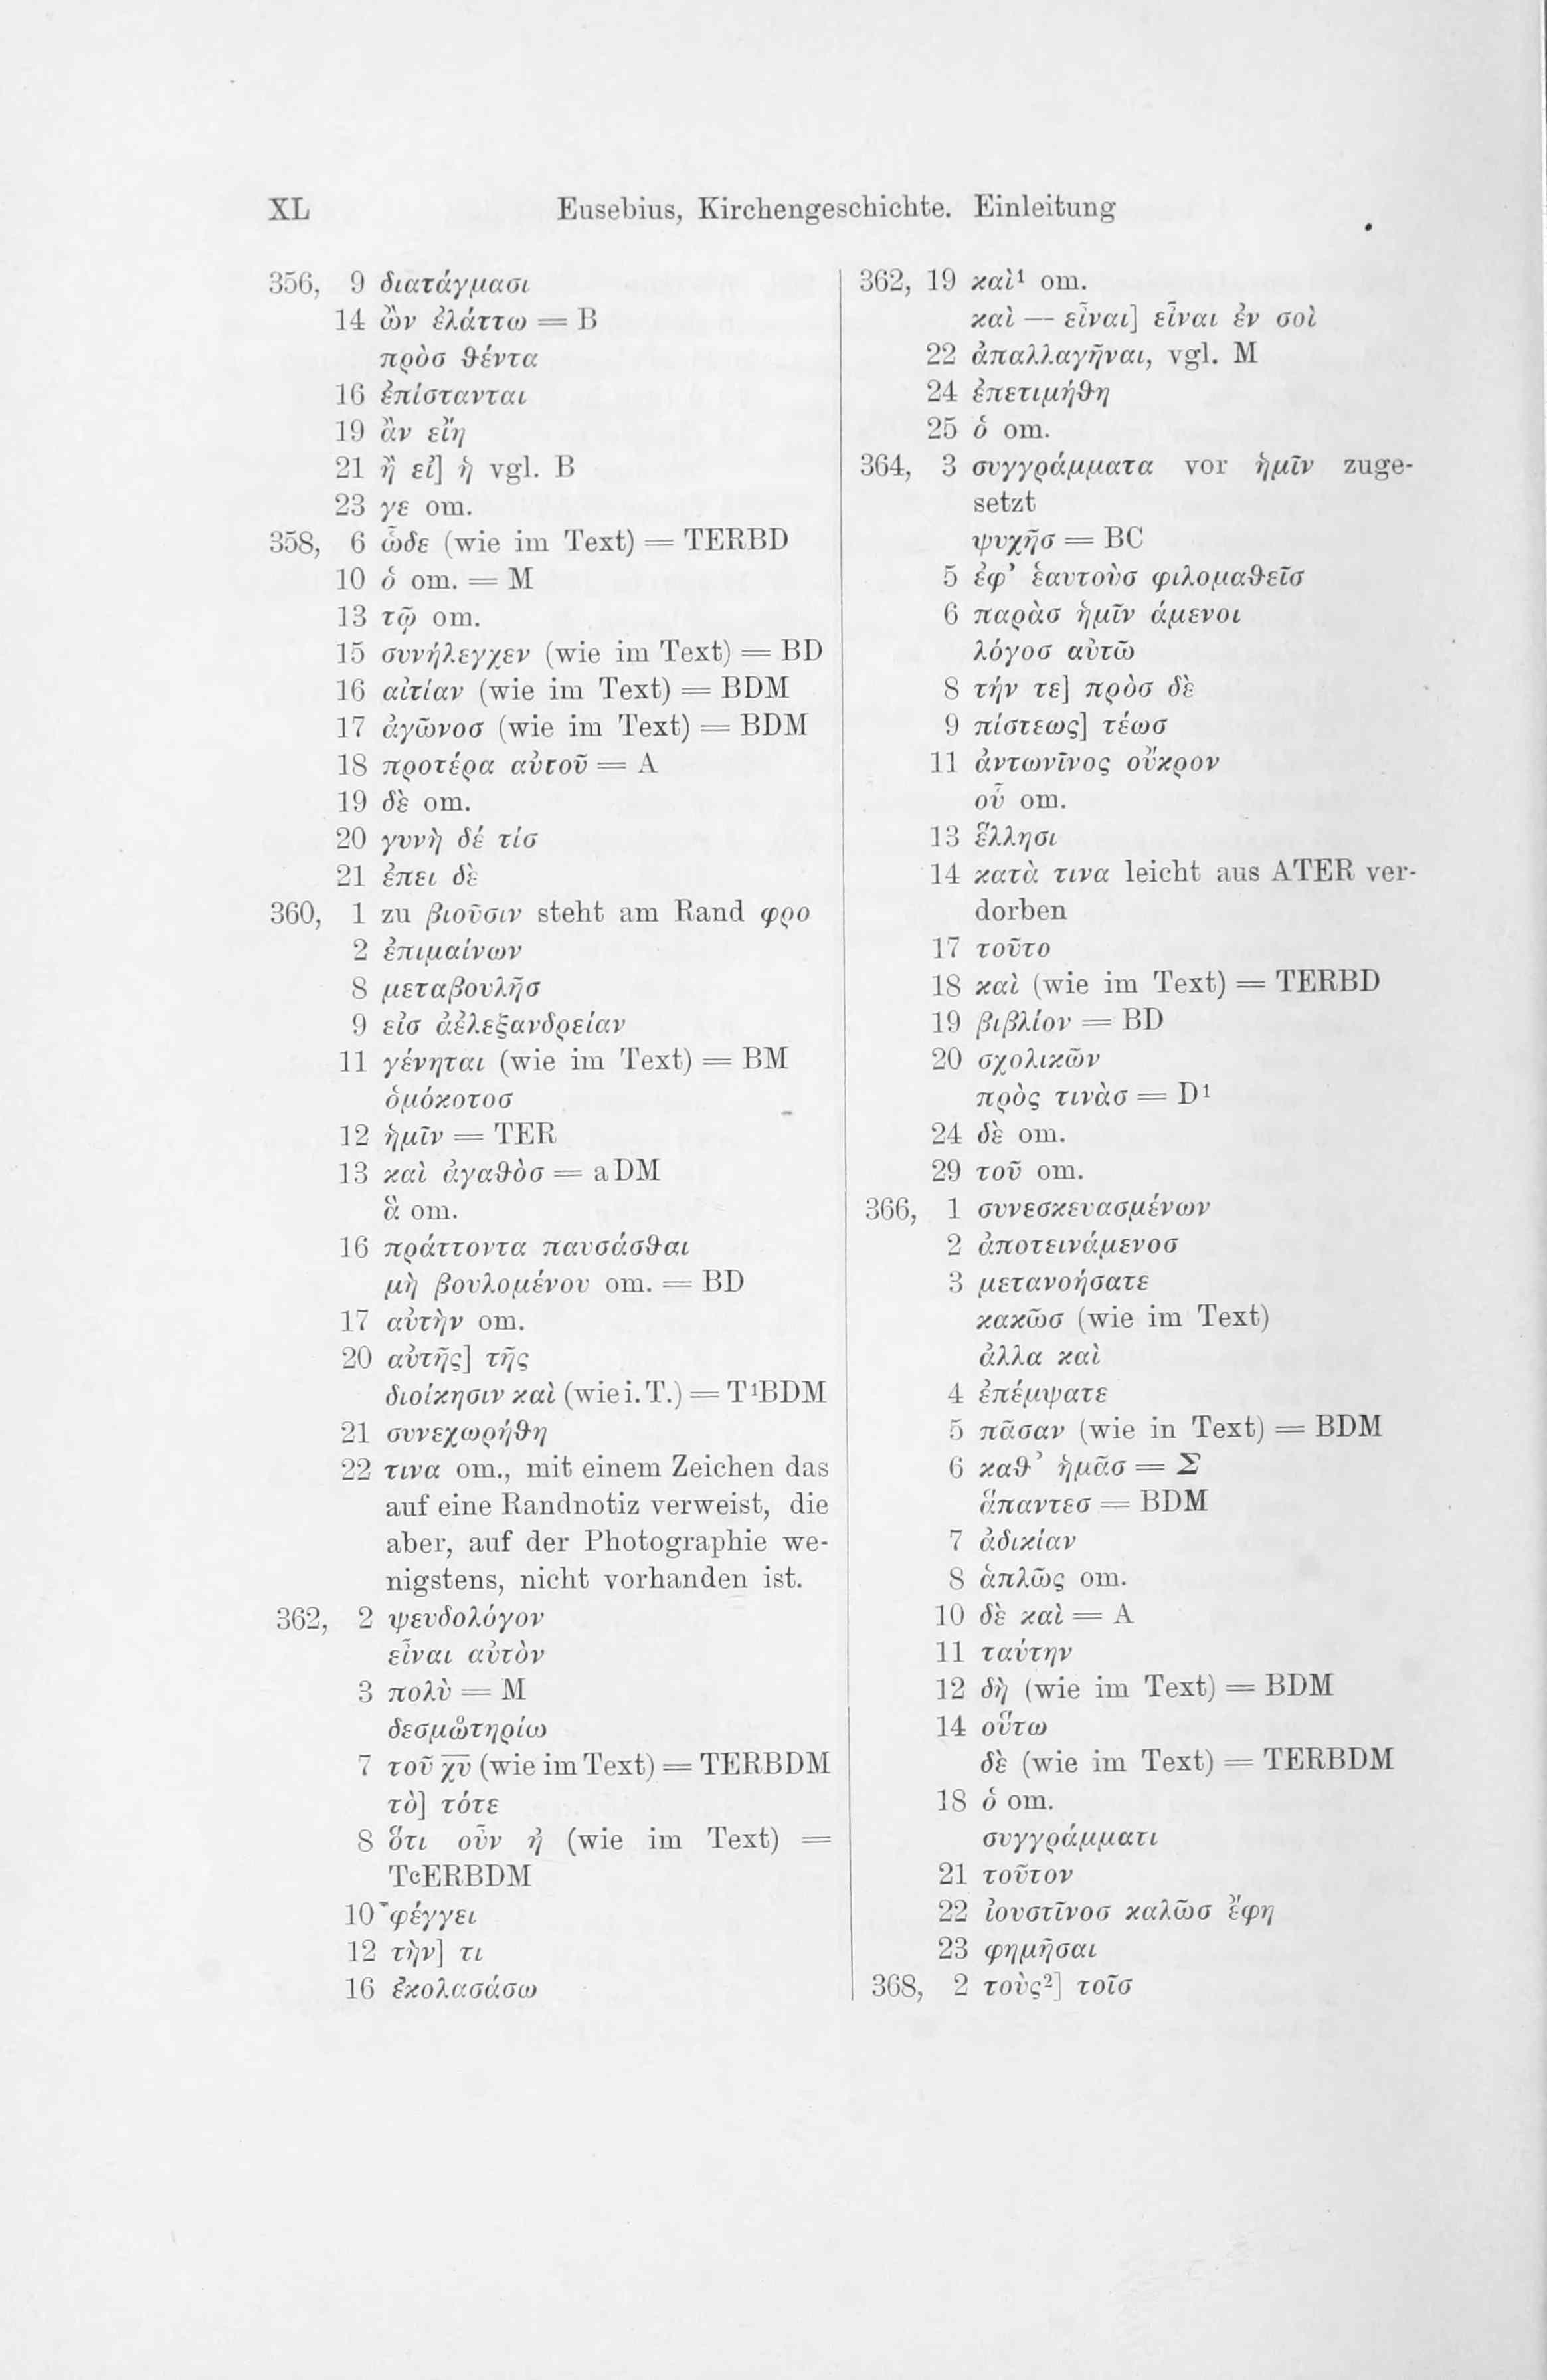 XL Eusebius, Kirchengeschichte. Einleitung
356, 9 διατάγμασι
14 ὢν ἐλάττω = B
πρὸσ θέντα
16 ἐπίστανται
19 ἂν εἴη
21 ἢ εἰ] ἡ vgl. B
23 γε om.
358, 6 ὧδε (wie im Text) = TERBD
10 ὁ om. = M
13 τῷ om.
15 συνήλεγχεν (wie im Text) = BD
16 αἰτίαν (wie im Text) = BDM
17 ἀγῶνοσ (wie im Text) = BDM
18 προτέρα αὐτοῦ = A
19 δὲ om.
20 γυνὴ δέ τίσ
21 ἐπει δὲ
360, 1 zu βιοῦσιν steht am Rand φρο
2 ἐπιμαίνων
8 μεταβουλῆσ
9 εἰσ ἀἐλεξανδρείαν
11 γένηται (wie im Text) = BM
ὁμόκοτοσ
12 ἡμῖν = TER
13 καὶ ἀγαθὸσ = aDM
ἃ om.
16 πράττοντα παυσάσθαι
μὴ βουλομένου om. = BD
17 αὐτὴν om.
20 αὐτῆς] τῆς
διοίκησιν καὶ (wie i. T.) = T¹BDM
21 συνεχωρήθη
22 τινα om., mit einem Zeichen das
auf eine Randnotiz verweist, die
aber, auf der Photographie we-
nigstens, nicht vorhanden ist.
362, 2 ψευδολόγον
εἶναι αὐτὸν
3 πολὺ = M
7 τοῦ χ̅υ̅ (wie im Text) = TERBDM
τὸ] τότε
8 ὅτι οὖν ἡ (wie im Text) =
TcERBDM
10 φέγγει
12 τὴν] τι
16 ἐκολασάσω
362, 19 καὶ¹ om.
καὶ — εἶναι] εἶναι ἐν σοὶ
22 ἀπαλλαγῆναι, vgl. M
24 ἐπετιμήθη
25 ὁ om.
364, 3 συγγράμματα vor ἡμῖν zuge-
setzt
ψυχῆσ = BC
5 ἐφ’ ἑαυτοὺσ φιλομαθεῖσ
6 παρὰσ ἡμῖν άμενοι
λόγοσ αὐτῶ
8 τήν τε] πρὸσ δὲ
9 πίστεως] τέωσ
11 ἀντωνῖνος οὔκρον
οὗ om.
13 ἕλλησι
14 κατὰ τινα leicht aus ATER ver-
dorben
17 τοῦτο
18 καὶ (wie im Text) = TERBD
19 βιβλίον = BD
20 σχολικῶν
πρὸς τινὰσ = D¹
24 δὲ om.
29 τοῦ om.
366, 1 συνεσκευασμένων
2 ἀποτεινάμενοσ
3 μετανοήσατε
κακῶσ (wie im Text)
ἀλλα καὶ
4 ἐπέμψατε
5 πᾶσαν (wie in Text) = BDM
6 καθ’ ἡμᾶσ = Σ
ἅπαντεσ = BDM
7 ἀδικίαν
8 ἁπλῶς om.
10 δὲ καὶ = A
11 ταύτην
12 δὴ (wie im Text) = BDM
14 οὕτω
δὲ (wie im Text) = TERBDM
18 ὁ om.
συγγράμματι
21 τοῦτον
22 ἰουστῖνοσ καλῶσ ἔφη
23 φημῆσαι
368, 2 τοὺς²] τοῖσ